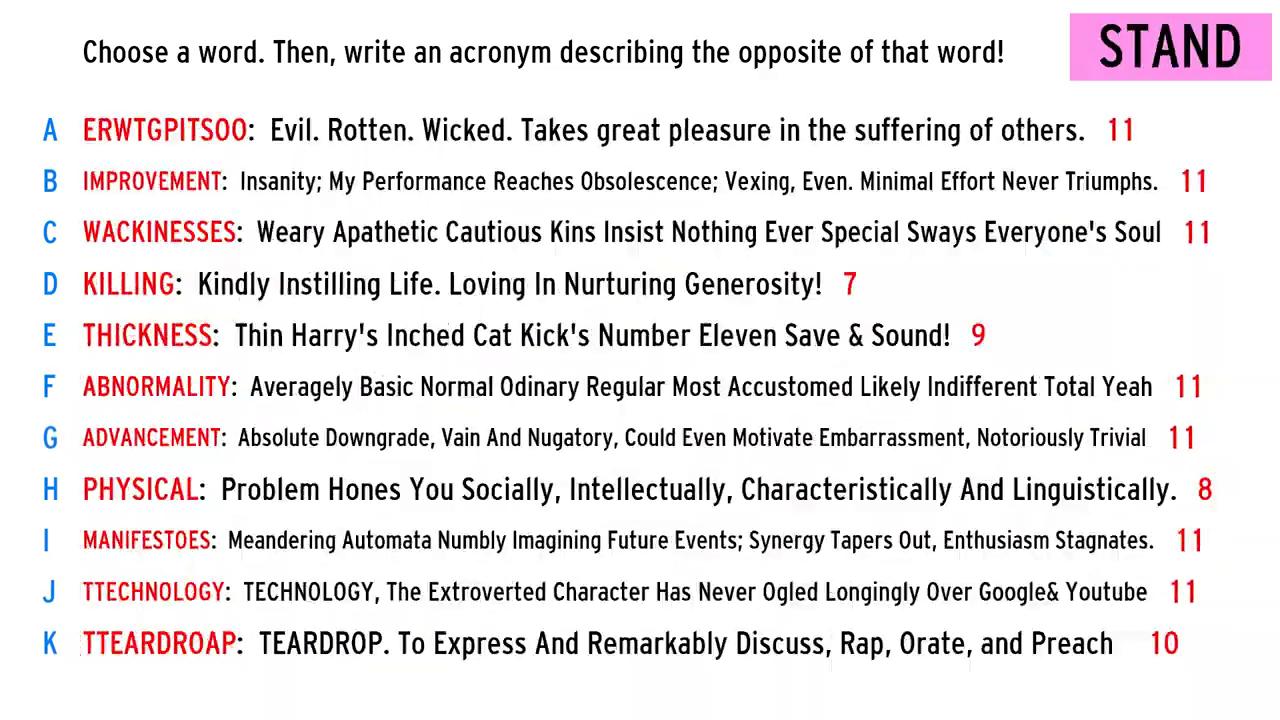 Choose a word. Then, write an acronym describing the opposite of that word!
STAND
A ERWTGPITSOO: Evil. Rotten. Wicked. Takes great pleasure in the suffering of others. 11
B IMPROVEMENT: Insanity; My Performance Reaches Obsolescence; Vexing, Even. Minimal Effort Never Triumphs. 11
C WACKINESSES: Weary Apathetic Cautious Kins Insist Nothing Ever Special Sways Everyone's Soul 11
D KILLING: Kindly Instilling Life. Loving In Nurturing Generosity! 7
E THICKNESS: Thin Harry's Inched Cat Kick's Number Eleven Save & Sound! 9
F ABNORMALITY: Averagely Basic Normal Odinary Regular Most Accustomed Likely Indifferent Total Yeah 11
G ADVANCEMENT: Absolute Downgrade, Vain And Nugatory, Could Even Motivate Embarrassment, Notoriously Trivial 11
H PHYSICAL: Problem Hones You Socially, Intellectually, Characteristically And Linguistically. 8
I MANIFESTOES: Meandering Automata Numbly Imagining Future Events; Synergy Tapers Out, Enthusiasm Stagnates. 11
J TTECHNOLOGY: TECHNOLOGY, The Extroverted Character Has Never Ogled Longingly Over Google& Youtube 11
K TTEARDROAP: TEARDROP. To Express And Remarkably Discuss, Rap, Orate, and Preach 10